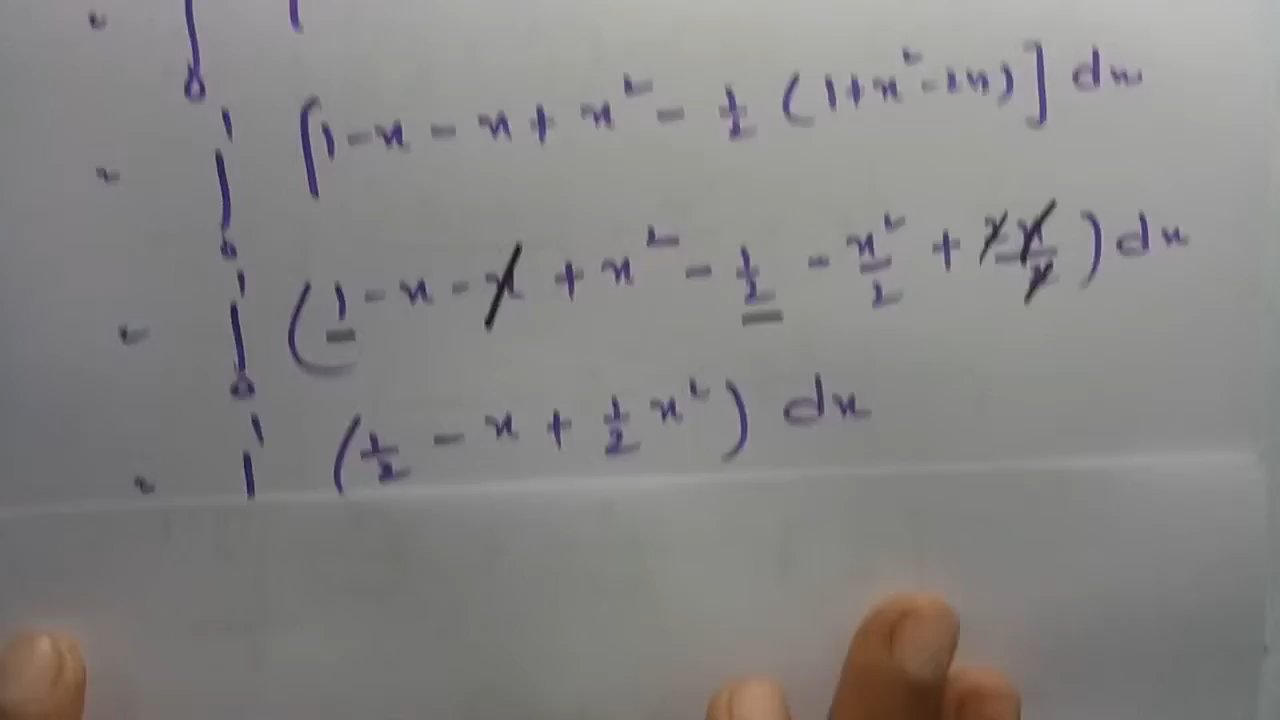 = ∫₀¹ [1 - x - x + x² - 1/2 (1 + x² - 2x)] dx
= ∫₀¹ (1 - x - x + x² - 1/2 - x²/2 + 2x/2) dx
= ∫₀¹ (1/2 - x + 1/2 x²) dx